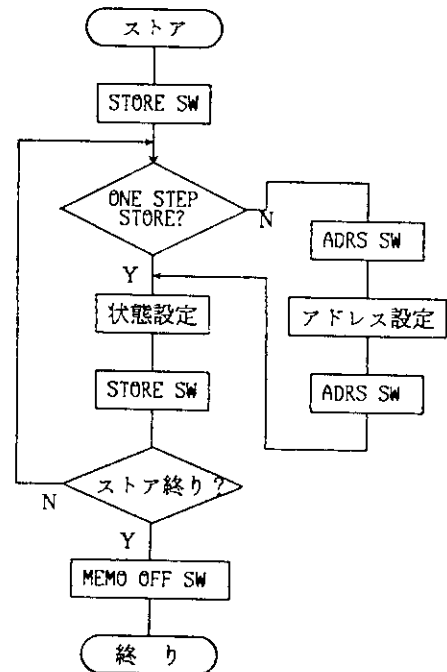 ストア
STORE SW
ONE STEP
STORE?
N
ADRS SW
Y
状態設定
アドレス設定
STORE SW
ADRS SW
ストア終り?
N
Y
MEMO OFF SW
終 り